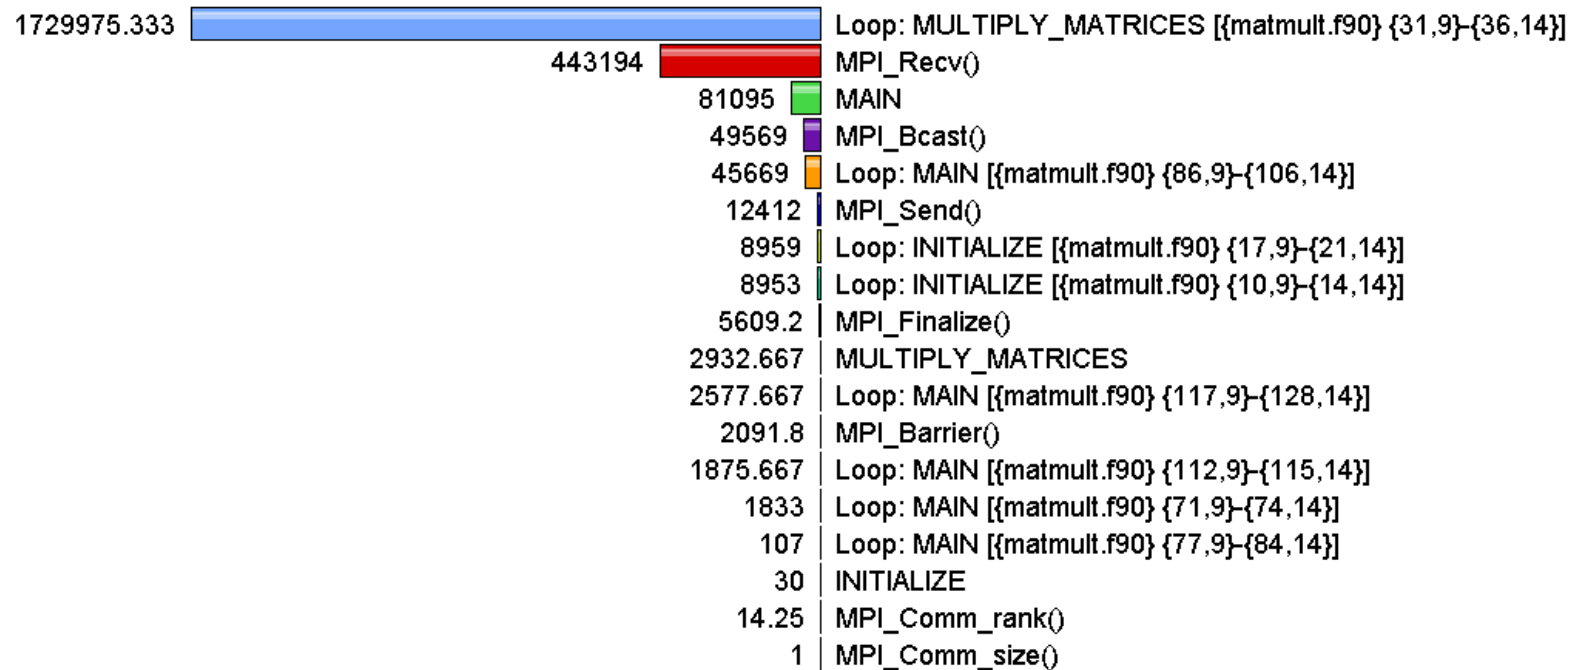 1729975.333 Loop: MULTIPLY_MATRICES [{matmult.f90} {31,9}-{36,14}]
443194 MPI_Recv()
81095 MAIN
49569 MPI_Bcast()
45669 Loop: MAIN [{matmult.f90} {86,9}-{106,14}]
12412 MPI_Send()
8959 Loop: INITIALIZE [{matmult.f90} {17,9}-{21,14}]
8953 Loop: INITIALIZE [{matmult.f90} {10,9}-{14,14}]
5609.2 MPI_Finalize()
2932.667 MULTIPLY_MATRICES
2577.667 Loop: MAIN [{matmult.f90} {117,9}-{128,14}]
2091.8 MPI_Barrier()
1875.667 Loop: MAIN [{matmult.f90} {112,9}-{115,14}]
1833 Loop: MAIN [{matmult.f90} {71,9}-{74,14}]
107 Loop: MAIN [{matmult.f90} {77,9}-{84,14}]
30 INITIALIZE
14.25 MPI_Comm_rank()
1 MPI_Comm_size()